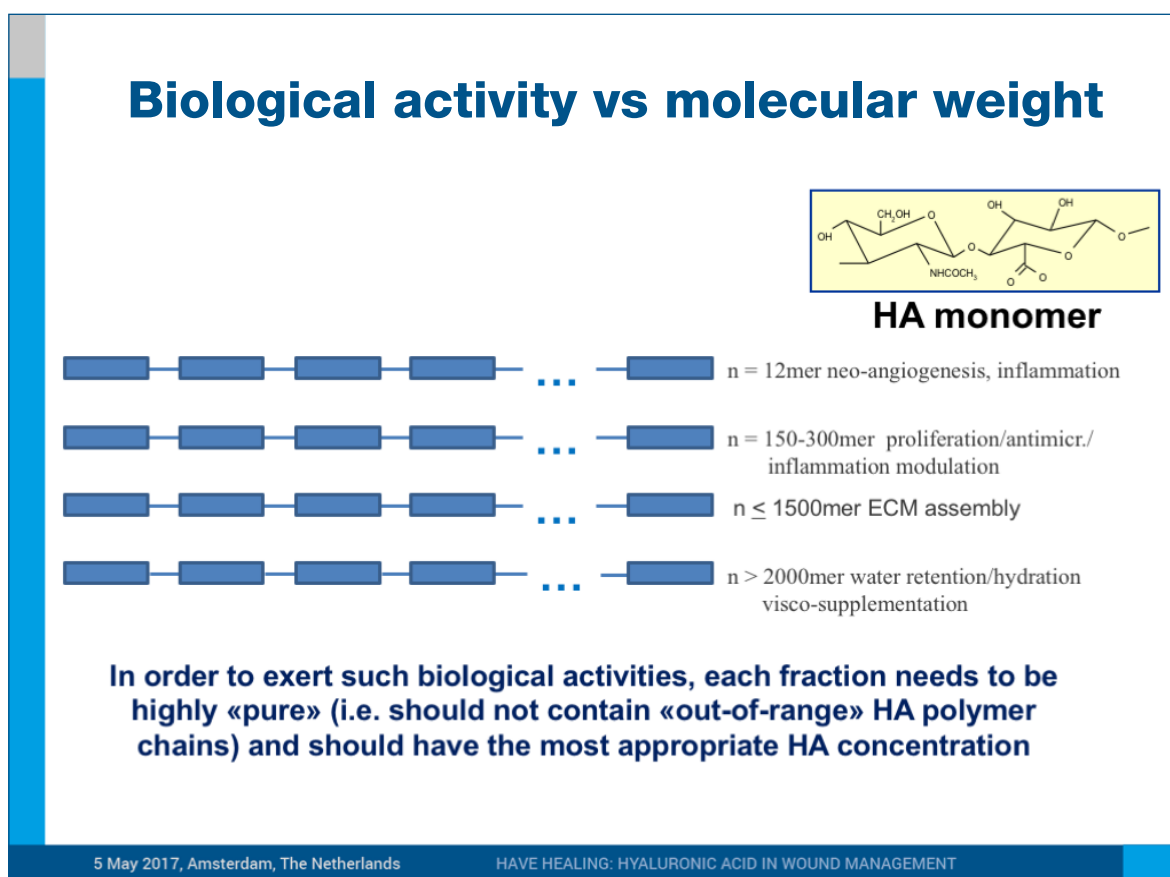 Biological activity vs molecular weight
CH₂OH
O
OH
OH
OH
O
O
O
NHCOCH₃
O
O
HA monomer
... n = 12mer neo-angiogenesis, inflammation
... n = 150-300mer proliferation/antimicr./
inflammation modulation
... n ≤ 1500mer ECM assembly
... n > 2000mer water retention/hydration
visco-supplementation
In order to exert such biological activities, each fraction needs to be
highly «pure» (i.e. should not contain «out-of-range» HA polymer
chains) and should have the most appropriate HA concentration
5 May 2017, Amsterdam, The Netherlands HAVE HEALING: HYALURONIC ACID IN WOUND MANAGEMENT